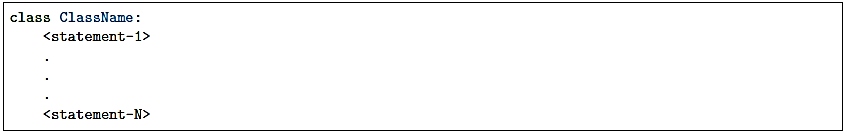 class ClassName:
    <statement-1>
    .
    .
    .
    <statement-N>